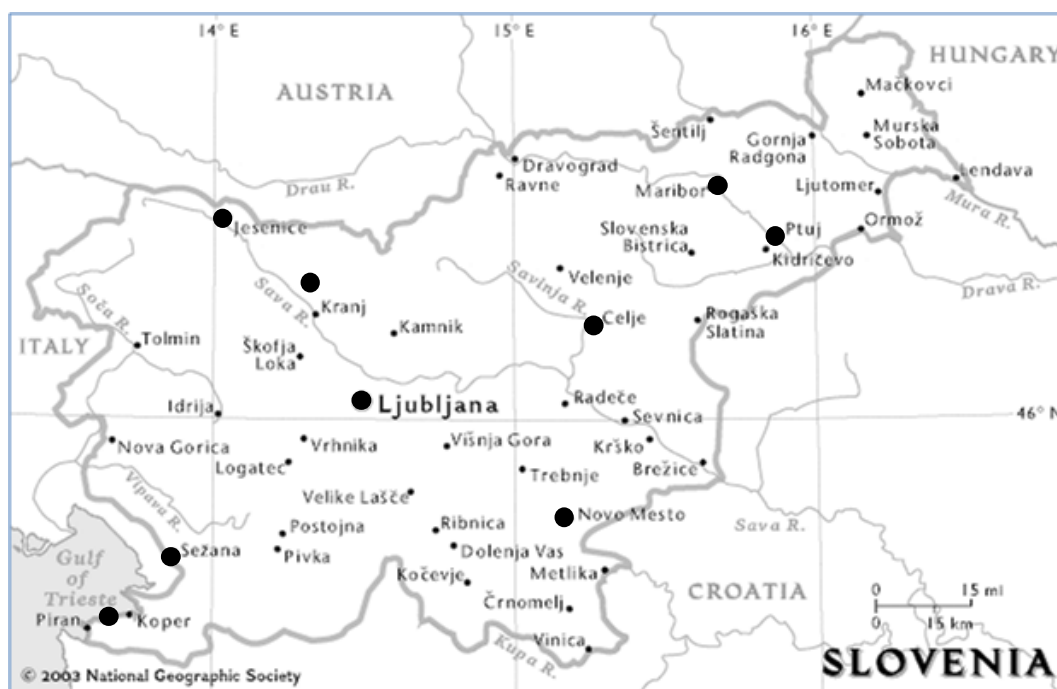 14° E
15° E
16° E
HUNGARY
AUSTRIA
Mačkovci
Šentilj
Gornja
Radgona
Murska
Sobota
Dravograd
Ravne
Drau R.
Maribor
Ljutomer
Lendava
Mura R.
Jesenice
Slovenska
Bistrica
Ptuj
Ormož
Kidričevo
Velenje
Savinja R.
Drava R.
Soča R.
Sava R.
Kranj
Kamnik
Celje
Rogaška
Slatina
ITALY
Tolmin
Škofja
Loka
Idrija
Ljubljana
Radeče
Sevnica
46° N
Nova Gorica
Vrhnika
Logatec
Višnja Gora
Krško
Brežice
Trebnje
Vipava R.
Velike Lašče
Postojna
Pivka
Ribnica
Novo Mesto
Sava R.
Sežana
Gulf
of
Trieste
Dolenja Vas
Kočevje
Metlika
CROATIA
Črnomelj
Piran
Koper
Vinica
Kupa R.
0 15 mi
0 15 km
SLOVENIA
© 2003 National Geographic Society